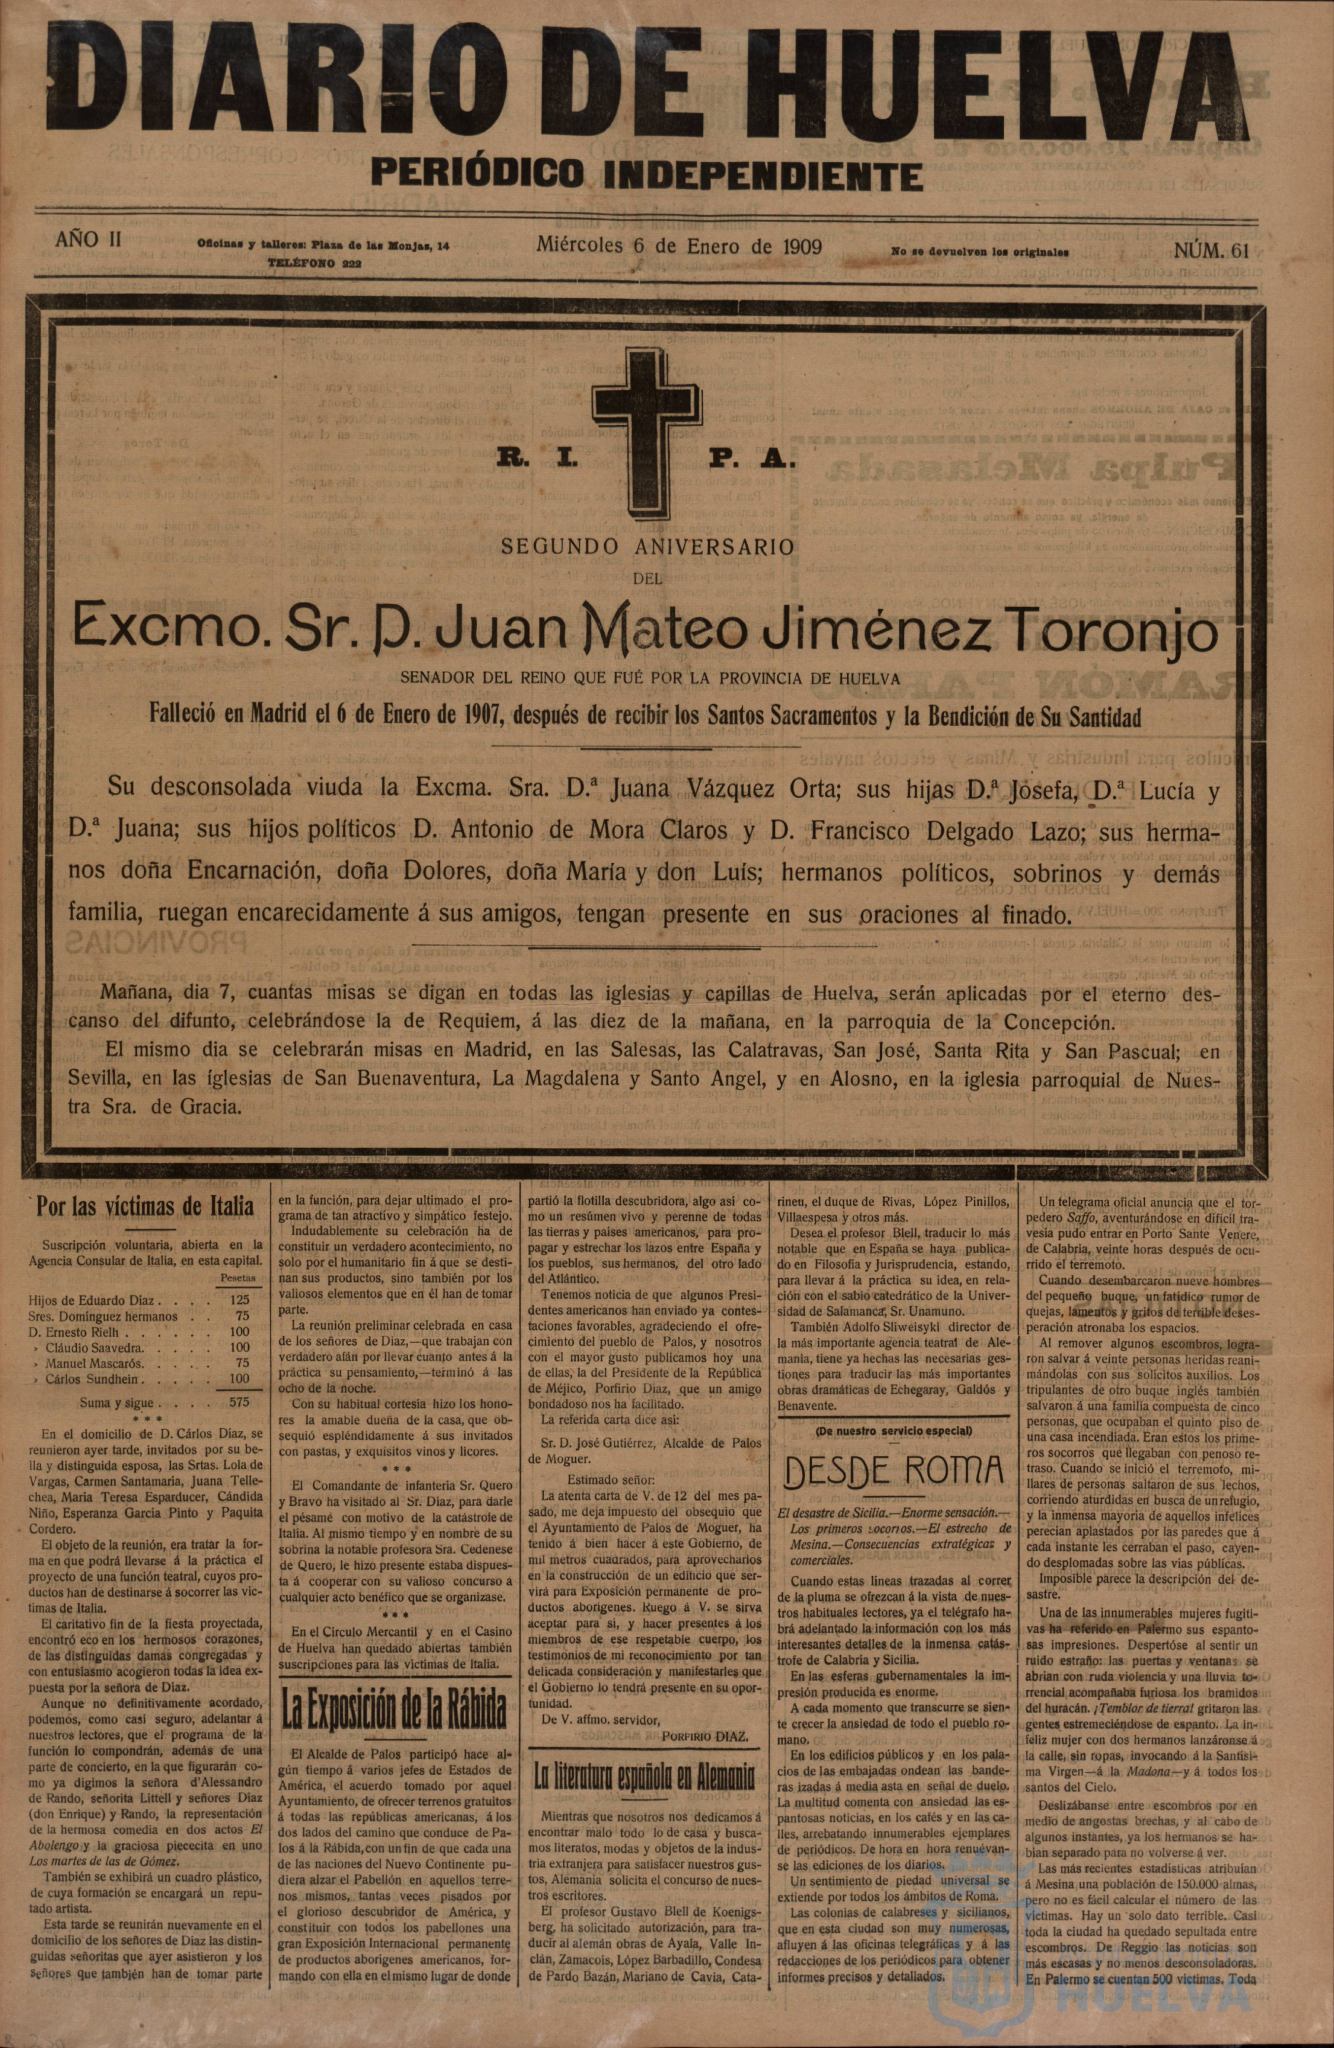 DIARIO DE HUELVA
PERIÓDICO INDEPENDIENTE
AÑO II
Oficinas y talleres: Plaza de las Monjas, 14
TELÉFONO 222
Miércoles 6 de Enero de 1909
No se devuelven los originales
NÚM. 61
R. I. P. A.
SEGUNDO ANIVERSARIO
DEL
Excmo. Sr. D. Juan Mateo Jiménez Toronjo
SENADOR DEL REINO QUE FUÉ POR LA PROVINCIA DE HUELVA
Falleció en Madrid el 6 de Enero de 1907, después de recibir los Santos Sacramentos y la Bendición de Su Santidad
Su desconsolada viuda la Excma. Sra. D.ª Juana Vázquez Orta; sus hijas D.ª Josefa, D.ª Lucía y
D.ª Juana; sus hijos políticos D. Antonio de Mora Claros y D. Francisco Delgado Lazo; sus herma-
nos doña Encarnación, doña Dolores, doña María y don Luís; hermanos políticos, sobrinos y demás
familia, ruegan encarecidamente á sus amigos, tengan presente en sus oraciones al finado.
Mañana, dia 7, cuantas misas se digan en todas las iglesias y capillas de Huelva, serán aplicadas por el eterno des-
canso del difunto, celebrándose la de Requiem, á las diez de la mañana, en la parroquia de la Concepción.
El mismo dia se celebrarán misas en Madrid, en las Salesas, las Calatravas, San José, Santa Rita y San Pascual; en
Sevilla, en las iglesias de San Buenaventura, La Magdalena y Santo Angel, y en Alosno, en la iglesia parroquial de Nues-
tra Sra. de Gracia.
Por las víctimas de Italia
Suscripción voluntaria, abierta en la
Agencia Consular de Italia, en esta capital.
Pesetas
Hijos de Eduardo Diaz . . . . 125
Sres. Domínguez hermanos . . 75
D. Ernesto Rielh . . . . . . 100
» Cláudio Saavedra. . . . . 100
» Manuel Mascarós. . . . . 75
» Cárlos Sundhein . . . . . 100
Suma y sigue . . . . 575
* * *
En el domicilio de D. Cárlos Diaz, se
reunieron ayer tarde, invitados por su be-
lla y distinguida esposa, las Srtas. Lola de
Vargas, Carmen Santamaria, Juana Telle-
chea, Maria Teresa Esparducer, Cándida
Niño, Esperanza Garcia Pinto y Paquita
Cordero.
El objeto de la reunión, era tratar la for-
ma en que podrá llevarse á la práctica el
proyecto de una función teatral, cuyos pro-
ductos han de destinarse á socorrer las vic-
timas de Italia.
El caritativo fin de la fiesta proyectada,
encontró eco en los hermosos corazones,
de las distinguidas damas congregadas y
con entusiasmo acogieron todas la idea ex-
puesta por la señora de Diaz.
Aunque no definitivamente acordado,
podemos, como casi seguro, adelantar á
nuestros lectores, que el programa de la
función lo compondrán, además de una
parte de concierto, en la que figurarán co-
mo ya digimos la señora d'Alessandro
de Rando, señorita Littell y señores Diaz
(don Enrique) y Rando, la representación
de la hermosa comedia en dos actos El
Abolengo y la graciosa piececita en uno
Los martes de las de Gómez.
También se exhibirá un cuadro plástico,
de cuya formación se encargará un repu-
tado artista.
Esta tarde se reunirán nuevamente en el
domicilio de los señores de Diaz las distin-
guidas señoritas que ayer asistieron y los
señores que también han de tomar parte
en la función, para dejar ultimado el pro-
grama de tan atractivo y simpático festejo.
Indudablemente su celebración ha de
constituir un verdadero acontecimiento, no
solo por el humanitario fin á que se desti-
nan sus productos, sino también por los
valiosos elementos que en él han de tomar
parte.
La reunión preliminar celebrada en casa
de los señores de Diaz,—que trabajan con
verdadero afán por llevar cuanto antes á la
práctica su pensamiento,—terminó á las
ocho de la noche.
Con su habitual cortesia hizo los hono-
res la amable dueña de la casa, que ob-
sequió espléndidamente á sus invitados
con pastas, y exquisitos vinos y licores.
* * *
El Comandante de infanteria Sr. Quero
y Bravo ha visitado al Sr. Diaz, para darle
el pésamé con motivo de la catástrofe de
Italia. Al mismo tiempo y en nombre de su
sobrina la notable profesora Sra. Cedenese
de Quero, le hizo presente estaba dispues-
ta á cooperar con su valioso concurso a
cualquier acto benéfico que se organizase.
* * *
En el Circulo Mercantil y en el Casino
de Huelva han quedado abiertas también
suscripciones para las victimas de Italia.
La Exposición de la Rábida
El Alcalde de Palos participó hace al-
gún tiempo á varios jefes de Estados de
América, el acuerdo tomado por aquel
Ayuntamiento, de ofrecer terrenos gratuitos
á todas las repúblicas americanas, á los
dos lados del camino que conduce de Pa-
los á la Rábida, con un fin de que cada una
de las naciones del Nuevo Continente pu-
diera alzar el Pabellón en aquellos terre-
nos mismos, tantas veces pisados por
el glorioso descubridor de América, y
constituir con todos los pabellones una
gran Exposición Internacional permanente
de productos aborigenes americanos, for-
mando con ella en el mismo lugar de donde
partió la flotilla descubridora, algo asi co-
mo un resúmen vivo y perenne de todas
las tierras y paises americanos, para pro-
pagar y estrechar los lazos entre España y
los pueblos, sus hermanos, del otro lado
del Atlántico.
Tenemos noticia de que algunos Presi-
dentes americanos han enviado ya contes-
taciones favorables, agradeciendo el ofre-
cimiento del pueblo de Palos, y nosotros
con el mayor gusto publicamos hoy una
de ellas, la del Presidente de la República
de Méjico, Porfirio Diaz, que un amigo
bondadoso nos ha facilitado.
La referida carta dice asi:
Sr. D. José Gutiérrez, Alcalde de Palos
de Moguer.
Estimado señor:
La atenta carta de V. de 12 del mes pa-
sado, me deja impuesto del obsequio que
el Ayuntamiento de Palos de Moguer, ha
tenido á bien hacer á este Gobierno, de
mil metros cuadrados, para aprovecharlos
en la construcción de un edificio que ser-
virá para Exposición permanente de pro-
ductos aborigenes. Ruego á V. se sirva
aceptar para si, y hacer presentes á los
miembros de ese respetable cuerpo, los
testimonios de mi reconocimiento por tan
delicada consideración y manifestarles que
el Gobierno lo tendrá presente en su opor-
tunidad.
De V. affmo. servidor,
PORFIRIO DIAZ.
La literatura española en Alemania
Mientras que nosotros nos dedicamos á
encontrar malo todo lo de casa y busca-
mos literatos, modas y objetos de la indus-
tria extranjera para satisfacer nuestros gus-
tos, Alemania solicita el concurso de nues-
tros escritores.
El profesor Gustavo Blell de Koenigs-
berg, ha solicitado autorización, para tra-
ducir al alemán obras de Ayala, Valle In-
clán, Zamacois, López Barbadillo, Condesa
de Pardo Bazán, Mariano de Cavia, Cata-
rineu, el duque de Rivas, López Pinillos,
Villaespesa y otros más.
Desea el profesor Blell, traducir lo más
notable que en España se haya publica-
do en Filosofia y Jurisprudencia, estando,
para llevar á la práctica su idea, en rela-
ción con el sabio catedrático de la Univer-
sidad de Salamanca, Sr. Unamuno.
También Adolfo Sliweisykl director de
la más importante agencia teatral de Ale-
mania, tiene ya hechas las necesarias ges-
tiones para traducir las más importantes
obras dramáticas de Echegaray, Galdós y
Benavente.
(De nuestro servicio especial)
DESDE ROMA
El desastre de Sicilia.—Enorme sensación.—
Los primeros socorros.—El estrecho de
Mesina.—Consecuencias extratégicas y
comerciales.
Cuando estas lineas trazadas al correr
de la pluma se ofrezcan á la vista de nues-
tros habituales lectores, ya el telégrafo ha-
brá adelantado la información con los más
interesantes detalles de la inmensa catás-
trofe de Calabria y Sicilia.
En las esferas gubernamentales la im-
presión producida es enorme.
A cada momento que transcurre se sien-
te crecer la ansiedad de todo el pueblo ro-
mano.
En los edificios públicos y en los pala-
cios de las embajadas ondean las bande-
ras izadas á media asta en señal de duelo.
La multitud comenta con ansiedad las es-
pantosas noticias, en los cafés y en las ca-
lles, arrebatando innumerables ejemplares
de periódicos. De hora en hora renuévan-
se las ediciones de los diarios.
Un sentimiento de piedad universal se
extiende por todos los ámbitos de Roma.
Las colonias de calabreses y sicilianos,
que en esta ciudad son muy numerosas,
afluyen á las oficinas telegráficas y á las
redacciones de los periódicos para obtener
informes precisos y detallados.
Un telegrama oficial anuncia que el tor-
pedero Saffo, aventurándose en dificil tra-
vesia pudo entrar en Porto Sante Venere,
de Calabria, veinte horas después de ocu-
rrido el terremoto.
Cuando desembarcaron nueve hombres
del pequeño buque, un fatidico rumor de
quejas, lamentos y gritos de terrible deses-
peración atronaba los espacios.
Al remover algunos escombros, logra-
ron salvar á veinte personas heridas reani-
mándolas con sus solicitos auxilios. Los
tripulantes de otro buque inglés también
salvaron á una familia compuesta de cinco
personas, que ocupaban el quinto piso de
una casa incendiada. Eran estos los prime-
ros socorros que llegaban con penoso re-
traso. Cuando se inició el terremoto, mi-
llares de personas saltaron de sus lechos,
corriendo aturdidas en busca de un refugio,
y la inmensa mayoria de aquellos infelices
perecian aplastados por las paredes que á
cada instante les cerraban el paso, cayen-
do desplomadas sobre las vias públicas.
Imposible parece la descripción del de-
sastre.
Una de las innumerables mujeres fugiti-
vas ha referido en Palermo sus espanto-
sas impresiones. Despertóse al sentir un
ruido estraño: las puertas y ventanas se
abrian con ruda violencia y una lluvia to-
rrencial acompañaba furiosa los bramidos
del huracán. ¡Temblor de tierra! gritaron las
gentes estremeciéndose de espanto. La in-
feliz mujer con dos hermanos lanzáronse á
la calle, sin ropas, invocando á la Santisi-
ma Virgen—á la Madona—y á todos los
santos del Cielo.
Deslizábanse entre escombros por en
medio de angostas brechas, y al cabo de
algunos instantes, ya los hermanos se ha-
bian separado para no volverse á ver.
Las más recientes estadisticas atribuian
á Mesina una población de 150.000 almas,
pero no es fácil calcular el número de las
victimas. Hay un solo dato terrible. Casi
toda la ciudad ha quedado sepultada entre
escombros. De Reggio las noticias son
más escasas y no menos desconsoladoras.
En Palermo se cuentan 500 victimas. Toda
HUELVA